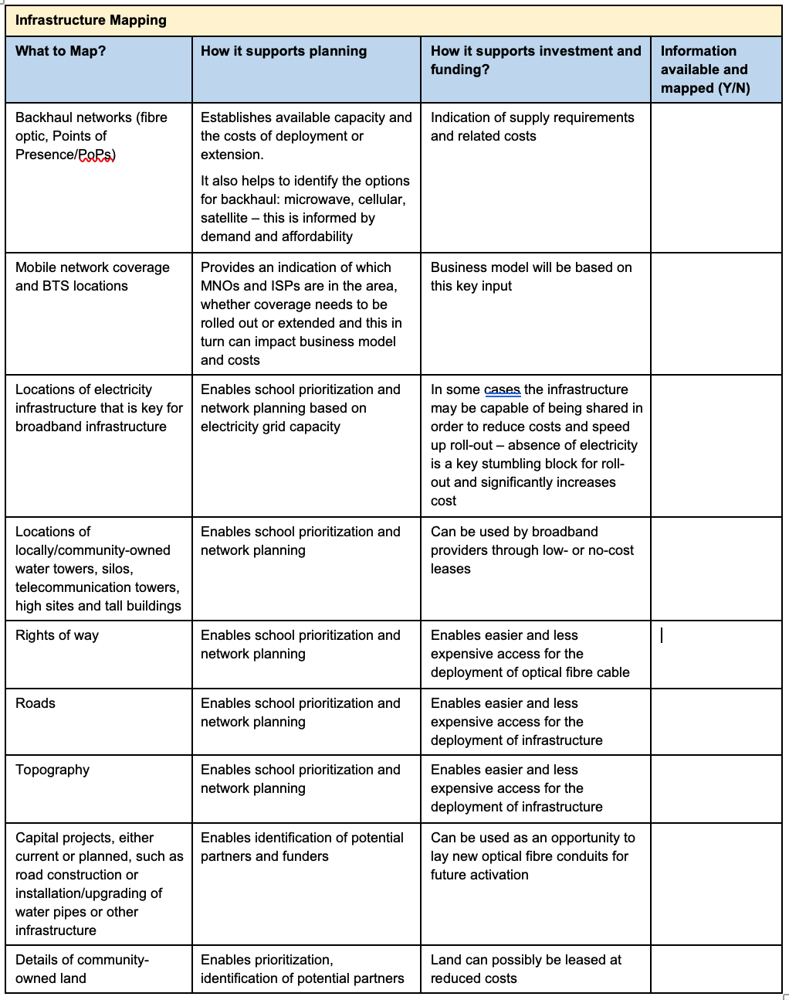 Infrastructure Mapping
What to Map?
How it supports planning
How it supports investment and
funding?
Information
available and
mapped (Y/N)
Backhaul networks (fibre
optic, Points of
Presence/PoPs)
Establishes available capacity and
the costs of deployment or
extension.
It also helps to identify the options
for backhaul: microwave, cellular,
satellite – this is informed by
demand and affordability
Indication of supply requirements
and related costs
Mobile network coverage
and BTS locations
Provides an indication of which
MNOs and ISPs are in the area,
whether coverage needs to be
rolled out or extended and this in
turn can impact business model
and costs
Business model will be based on
this key input
Locations of electricity
infrastructure that is key for
broadband infrastructure
Enables school prioritization and
network planning based on
electricity grid capacity
In some cases the infrastructure
may be capable of being shared in
order to reduce costs and speed
up roll-out – absence of electricity
is a key stumbling block for roll-
out and significantly increases
cost
Locations of
locally/community-owned
water towers, silos,
telecommunication towers,
high sites and tall buildings
Enables school prioritization and
network planning
Can be used by broadband
providers through low- or no-cost
leases
Rights of way
Enables school prioritization and
network planning
Enables easier and less
expensive access for the
deployment of optical fibre cable
Roads
Enables school prioritization and
network planning
Enables easier and less
expensive access for the
deployment of infrastructure
Topography
Enables school prioritization and
network planning
Enables easier and less
expensive access for the
deployment of infrastructure
Capital projects, either
current or planned, such as
road construction or
installation/upgrading of
water pipes or other
infrastructure
Enables identification of potential
partners and funders
Can be used as an opportunity to
lay new optical fibre conduits for
future activation
Details of community-
owned land
Enables prioritization,
identification of potential partners
Land can possibly be leased at
reduced costs